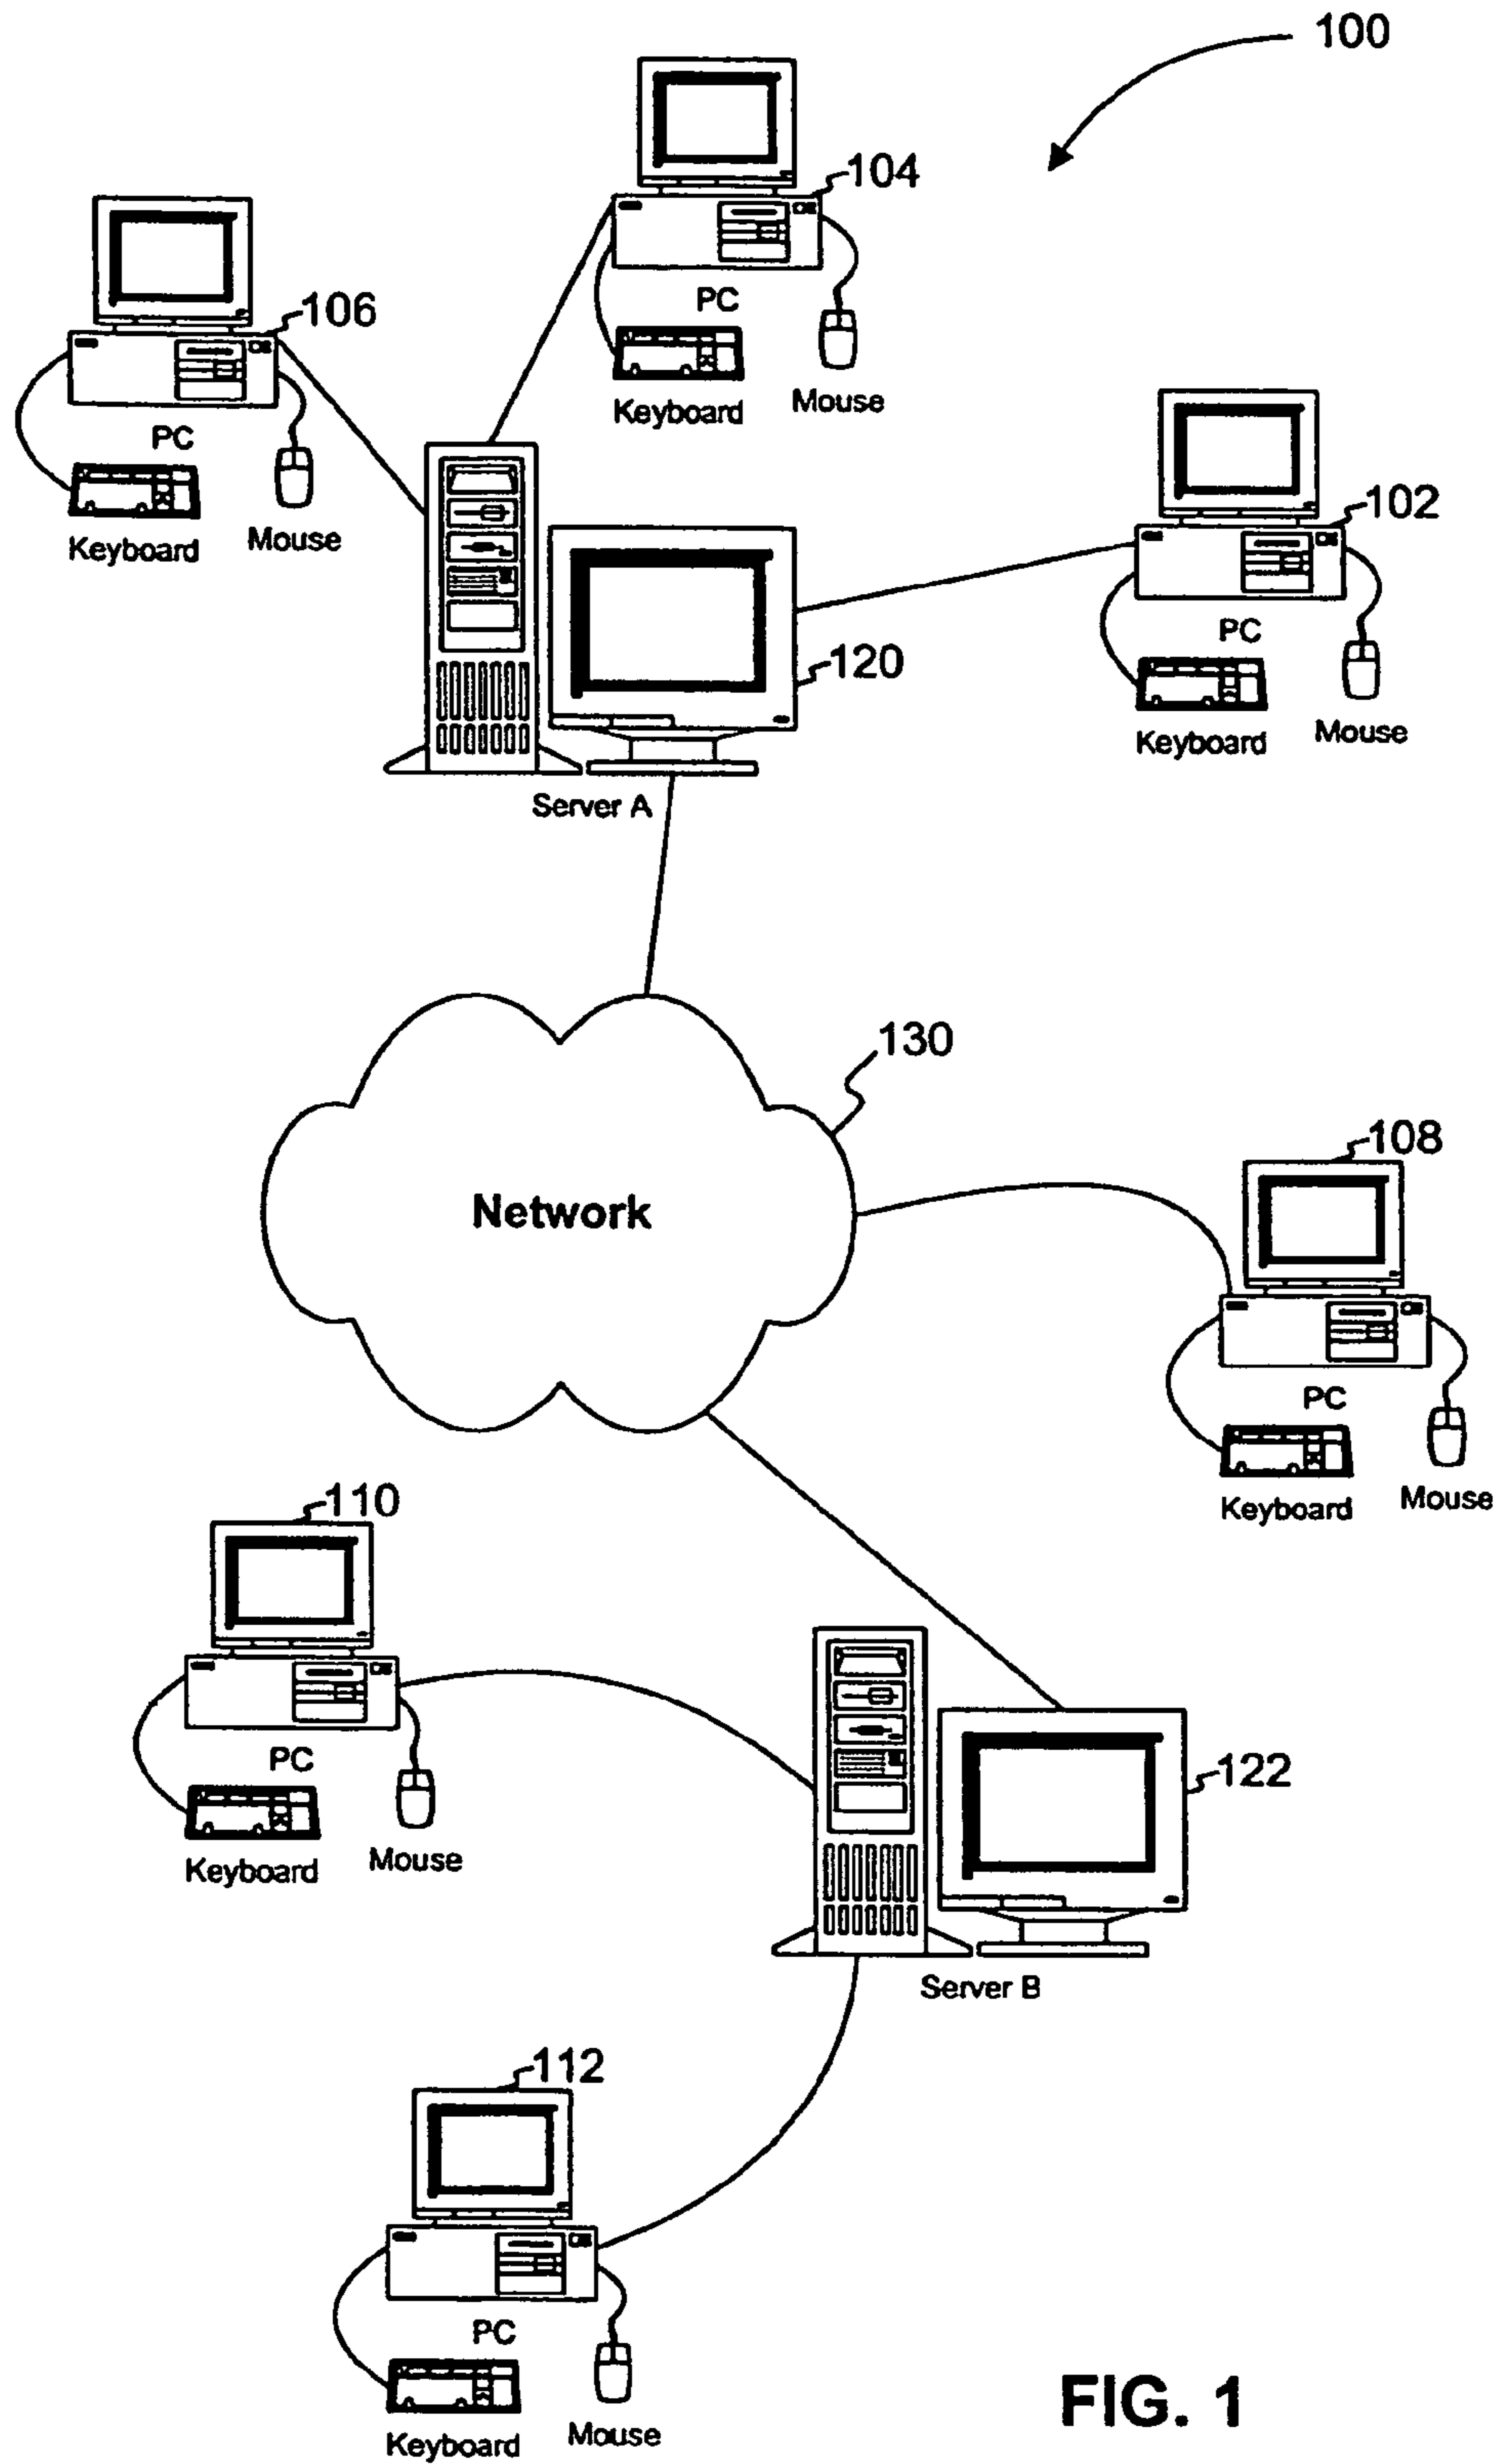 100
104
PC
Keyboard
Mouse
106
PC
Keyboard
Mouse
102
PC
Keyboard
Mouse
120
Server A
130
Network
108
PC
Keyboard
Mouse
110
PC
Keyboard
Mouse
122
Server B
112
PC
Keyboard
Mouse
FIG. 1